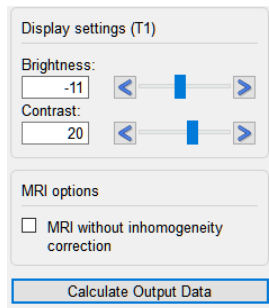 Display settings (T1)
Brightness:
-11
Contrast:
20
MRI options
MRI without inhomogeneity
correction
Calculate Output Data